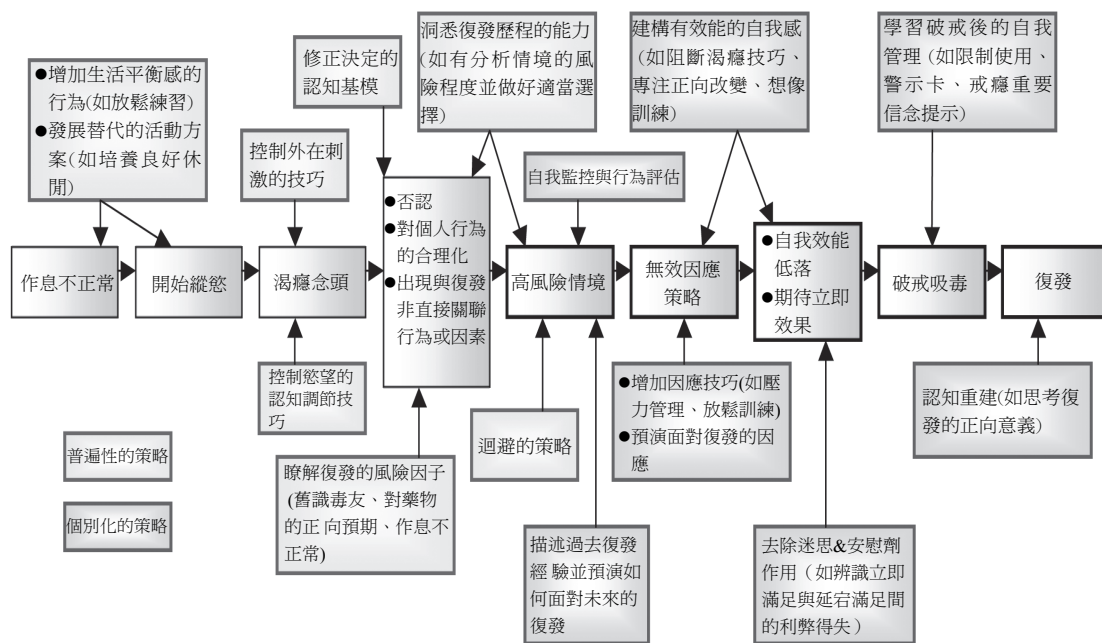 ●增加生活平衡感的
行為(如放鬆練習)
●發展替代的活動方
案(如培養良好休
閒)
修正決定的
認知基模
洞悉復發歷程的能力
(如有分析情境的風
險程度並做好適當選
擇)
建構有效能的自我感
(如阻斷渴癮技巧、
專注正向改變、想像
訓練)
學習破戒後的自我
管理 (如限制使用、
警示卡、戒癮重要
信念提示)
控制外在刺
激的技巧
自我監控與行為評估
作息不正常
開始縱慾
渴癮念頭
●否認
●對個人行為
的合理化
●出現與復發
非直接關聯
行為或因素
高風險情境
無效因應
策略
●自我效能
低落
●期待立即
效果
破戒吸毒
復發
控制慾望的
認知調節技
巧
瞭解復發的風險因子
(舊識毒友、對藥物
的正 向預期、作息不
正常)
迴避的策略
描述過去復發
經 驗並預演如
何面對未來的
復發
●增加因應技巧(如壓
力管理、放鬆訓練)
●預演面對復發的因
應
去除迷思&安慰劑
作用（如辨識立即
滿足與延宕滿足間
的利弊得失）
認知重建(如思考復
發的正向意義)
普遍性的策略
個別化的策略